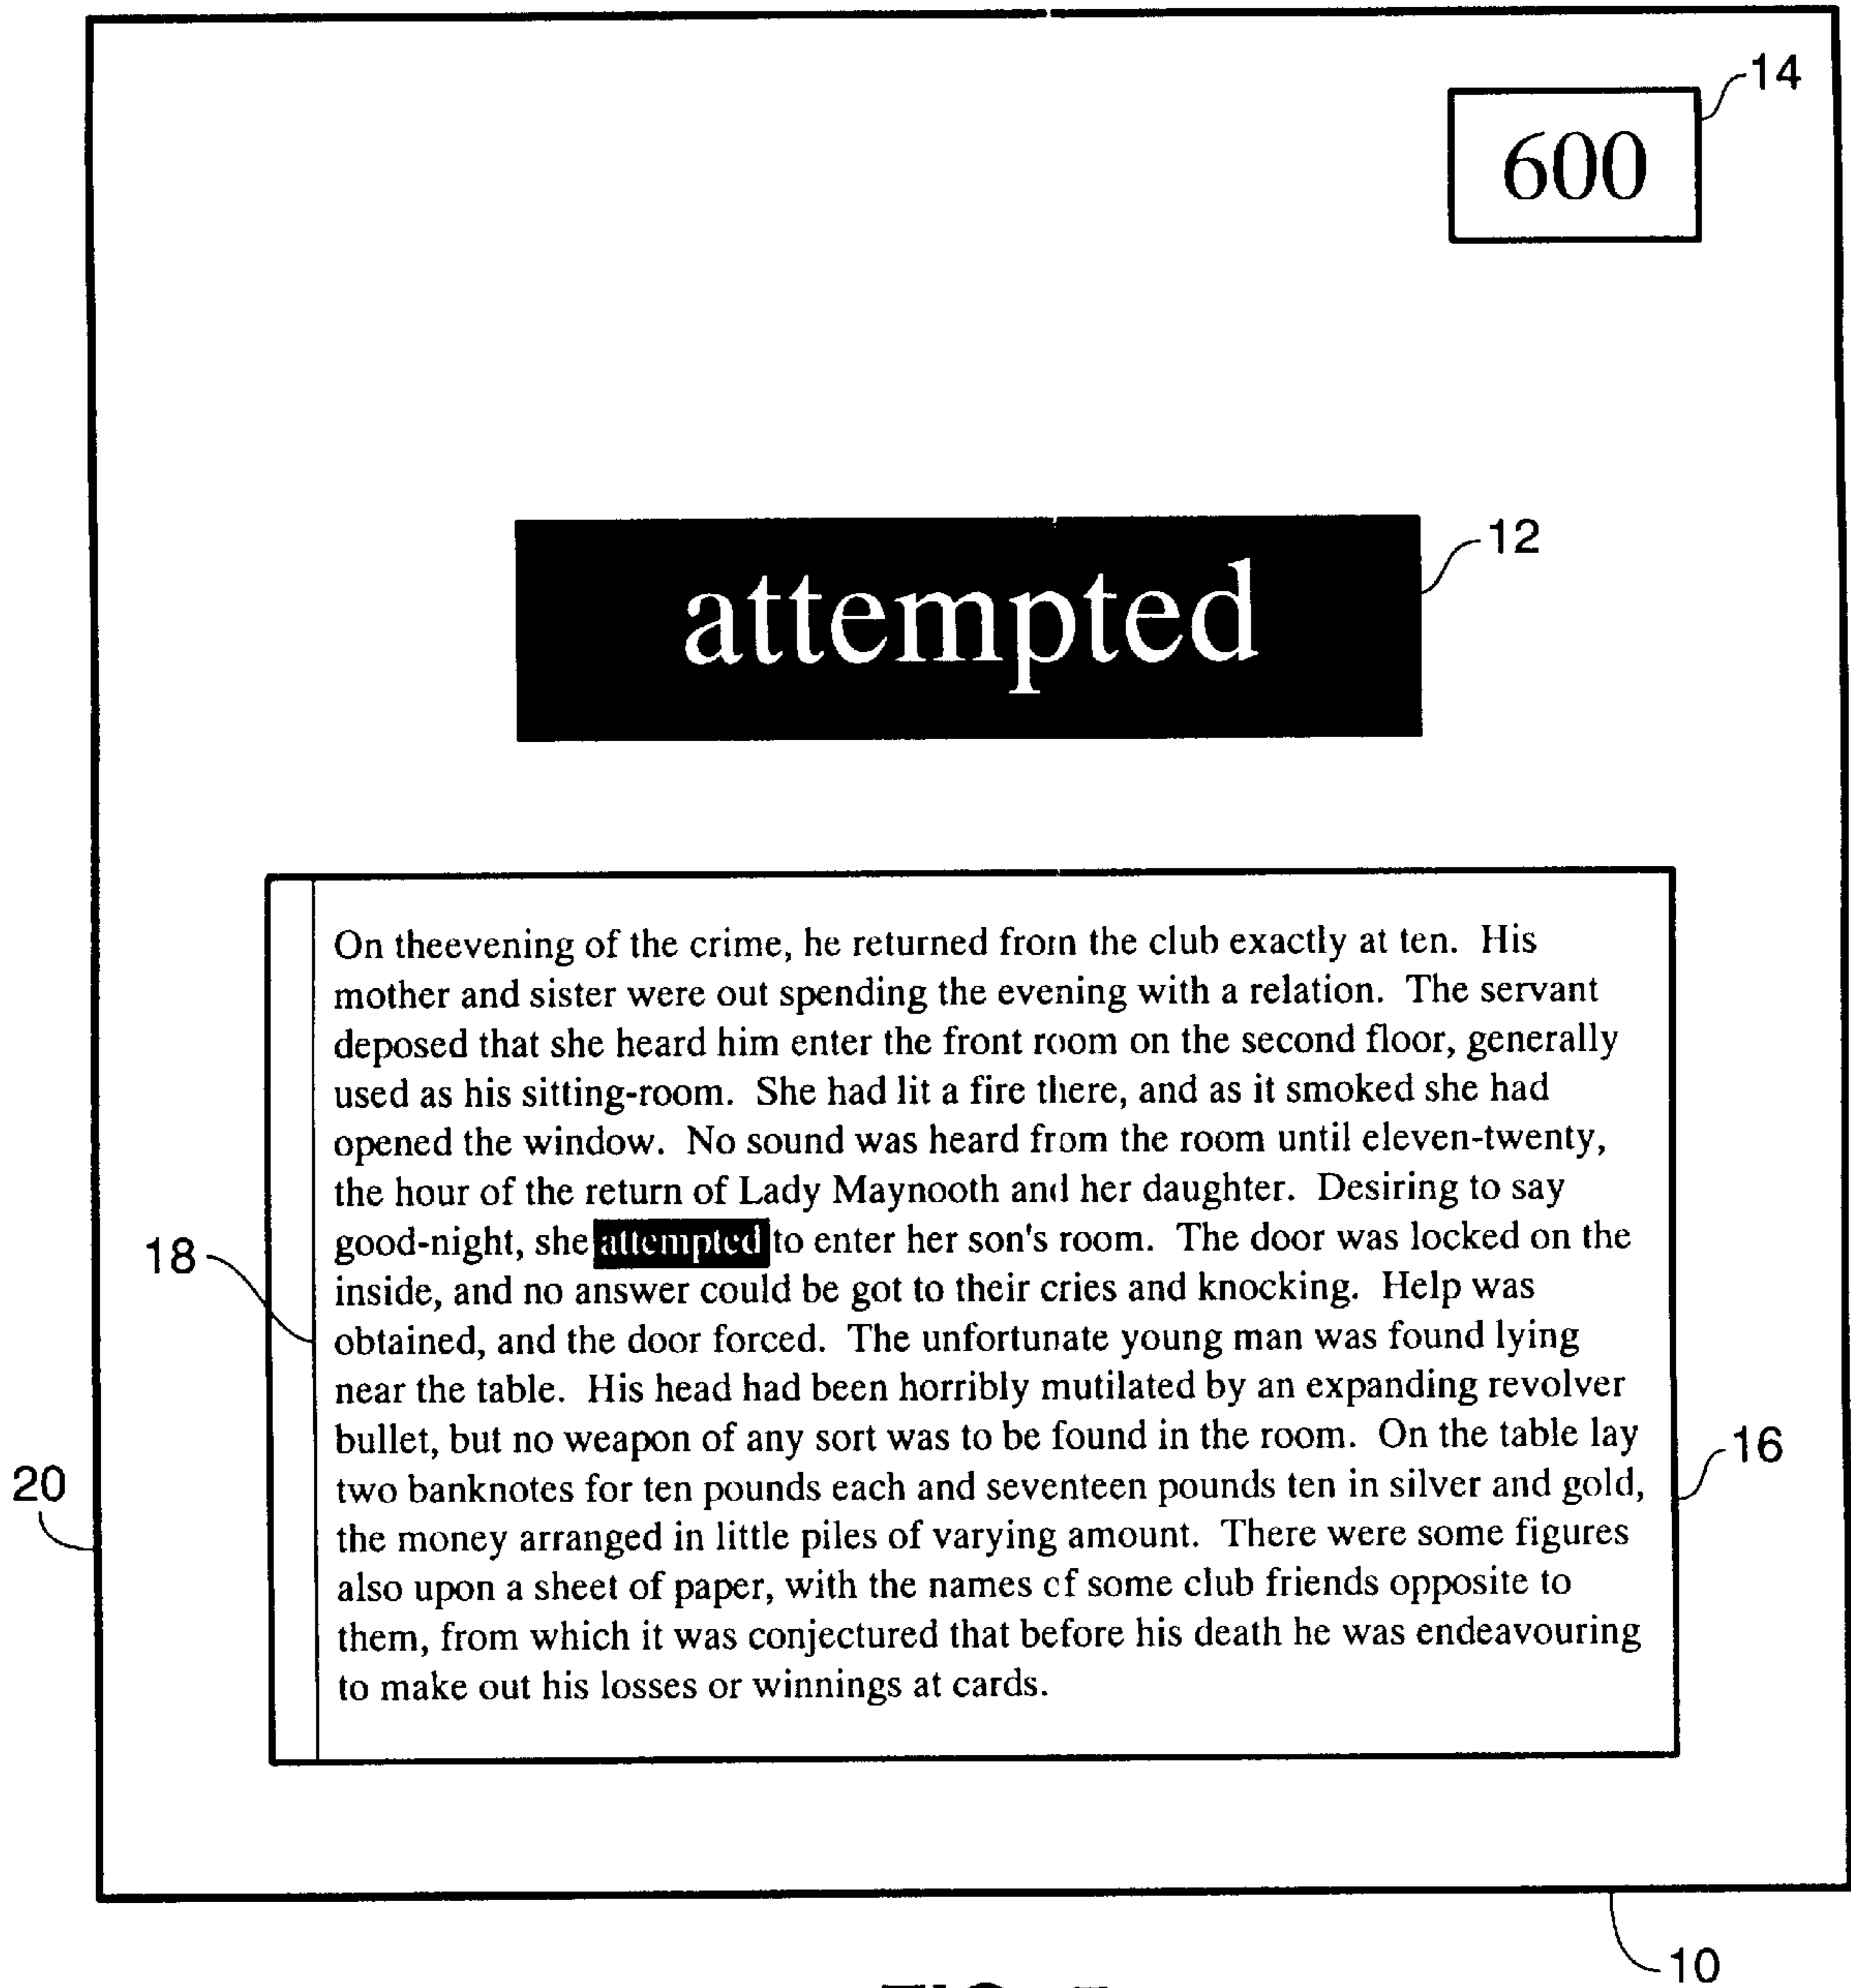 14
600
12
attempted
On theevening of the crime, he returned from the club exactly at ten. His
mother and sister were out spending the evening with a relation. The servant
deposed that she heard him enter the front room on the second floor, generally
used as his sitting-room. She had lit a fire there, and as it smoked she had
opened the window. No sound was heard from the room until eleven-twenty,
the hour of the return of Lady Maynooth and her daughter. Desiring to say
good-night, she attempted to enter her son's room. The door was locked on the
18
inside, and no answer could be got to their cries and knocking. Help was
obtained, and the door forced. The unfortunate young man was found lying
near the table. His head had been horribly mutilated by an expanding revolver
bullet, but no weapon of any sort was to be found in the room. On the table lay
16
20
two banknotes for ten pounds each and seventeen pounds ten in silver and gold,
the money arranged in little piles of varying amount. There were some figures
also upon a sheet of paper, with the names of some club friends opposite to
them, from which it was conjectured that before his death he was endeavouring
to make out his losses or winnings at cards.
10